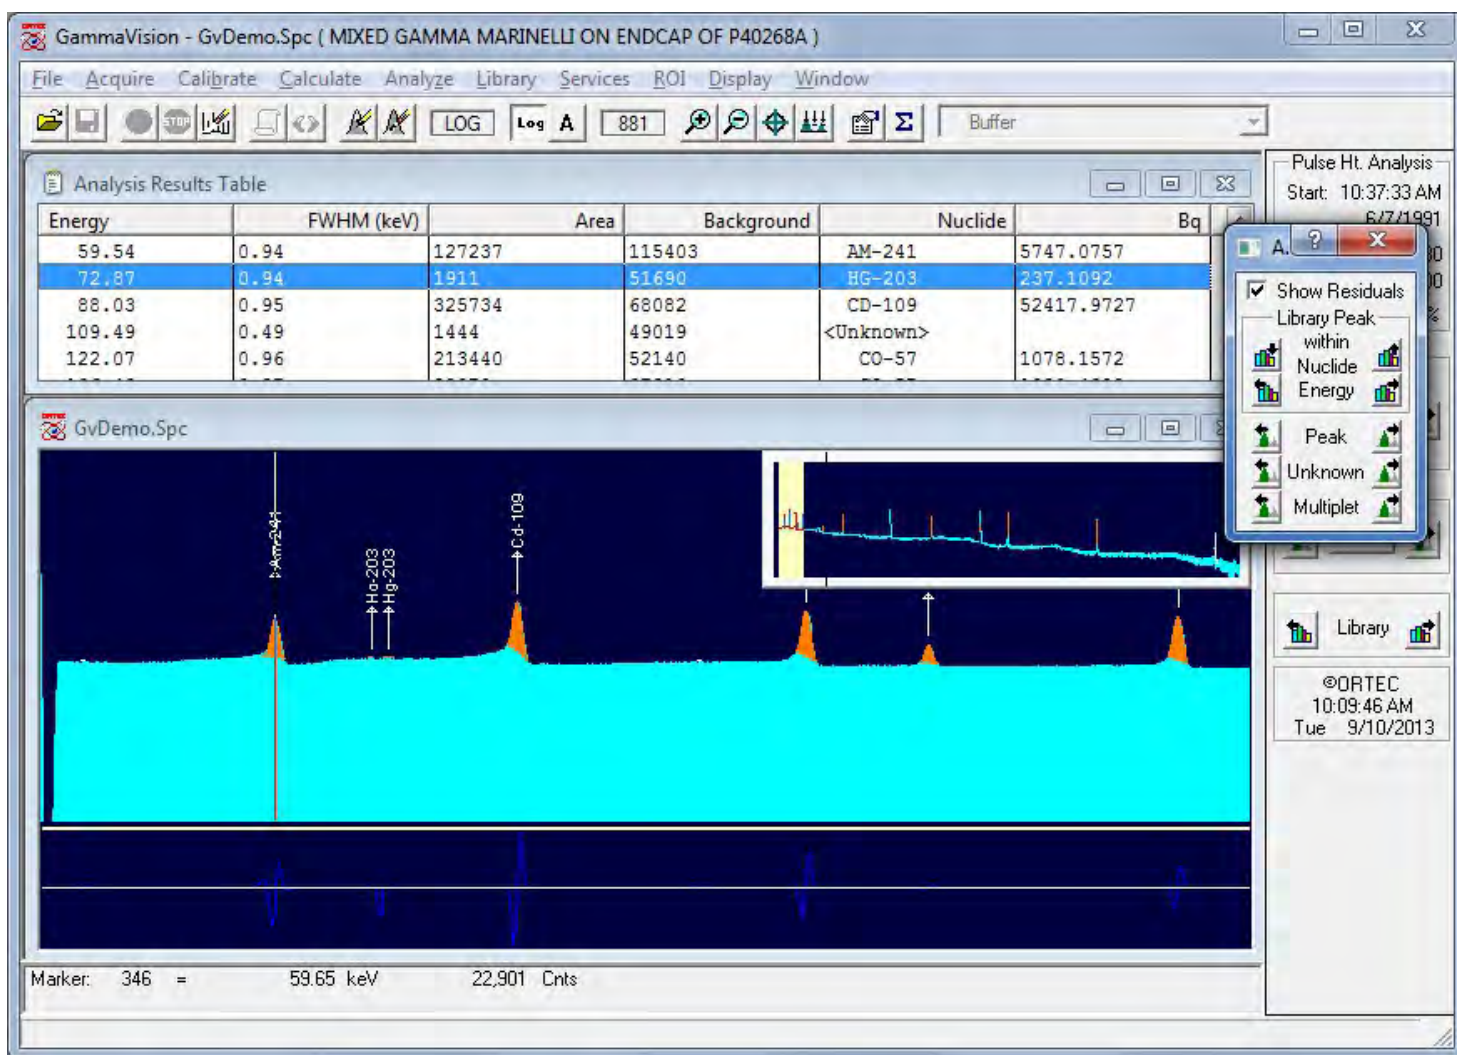 GammaVision - GvDemo.Spc ( MIXED GAMMA MARINELLI ON ENDCAP OF P40268A )
File Acquire Calibrate Calculate Analyze Library Services ROI Display Window
STOP LOG Log A 881 Σ Buffer
Analysis Results Table
Energy FWHM (keV) Area Background Nuclide Bq
59.54 0.94 127237 115403 AM-241 5747.0757
72.87 0.94 1911 51690 HG-203 237.1092
88.03 0.95 325734 68082 CD-109 52417.9727
109.49 0.49 1444 49019 <Unknown>
122.07 0.96 213440 52140 CO-57 1078.1572
Pulse Ht. Analysis
Start: 10:37:33 AM
6/7/1991
A. ?
Show Residuals
Library Peak
within
Nuclide
Energy
Peak
Unknown
Multiplet
ORTEC
GvDemo.Spc
Am-241
Hg-203
Hg-203
Cd-109
Library
©ORTEC
10:09:46 AM
Tue 9/10/2013
Marker: 346 = 59.65 keV 22,901 Cnts